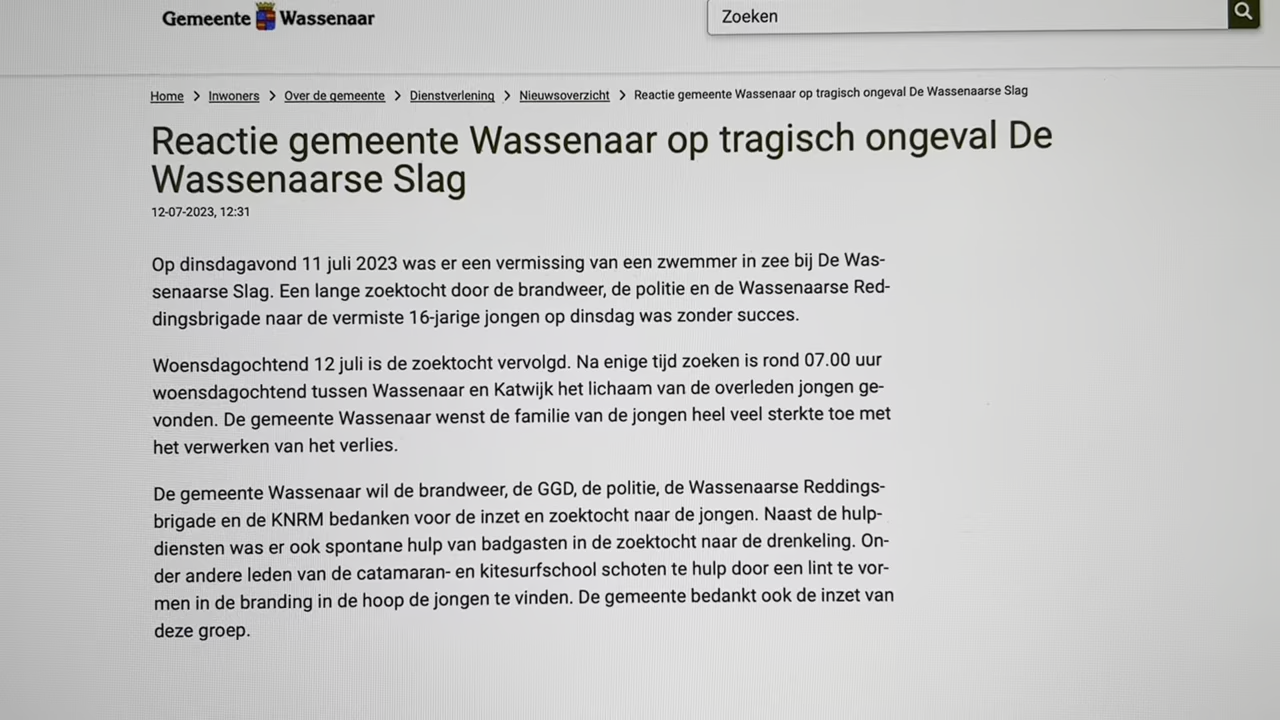 Gemeente Wassenaar
Zoeken
Home > Inwoners > Over de gemeente > Dienstverlening > Nieuwsoverzicht > Reactie gemeente Wassenaar op tragisch ongeval De Wassenaarse Slag
Reactie gemeente Wassenaar op tragisch ongeval De
Wassenaarse Slag
12-07-2023, 12:31
Op dinsdagavond 11 juli 2023 was er een vermissing van een zwemmer in zee bij De Was-
senaarse Slag. Een lange zoektocht door de brandweer, de politie en de Wassenaarse Red-
dingsbrigade naar de vermiste 16-jarige jongen op dinsdag was zonder succes.
Woensdagochtend 12 juli is de zoektocht vervolgd. Na enige tijd zoeken is rond 07.00 uur
woensdagochtend tussen Wassenaar en Katwijk het lichaam van de overleden jongen ge-
vonden. De gemeente Wassenaar wenst de familie van de jongen heel veel sterkte toe met
het verwerken van het verlies.
De gemeente Wassenaar wil de brandweer, de GGD, de politie, de Wassenaarse Reddings-
brigade en de KNRM bedanken voor de inzet en zoektocht naar de jongen. Naast de hulp-
diensten was er ook spontane hulp van badgasten in de zoektocht naar de drenkeling. On-
der andere leden van de catamaran- en kitesurfschool schoten te hulp door een lint te vor-
men in de branding in de hoop de jongen te vinden. De gemeente bedankt ook de inzet van
deze groep.